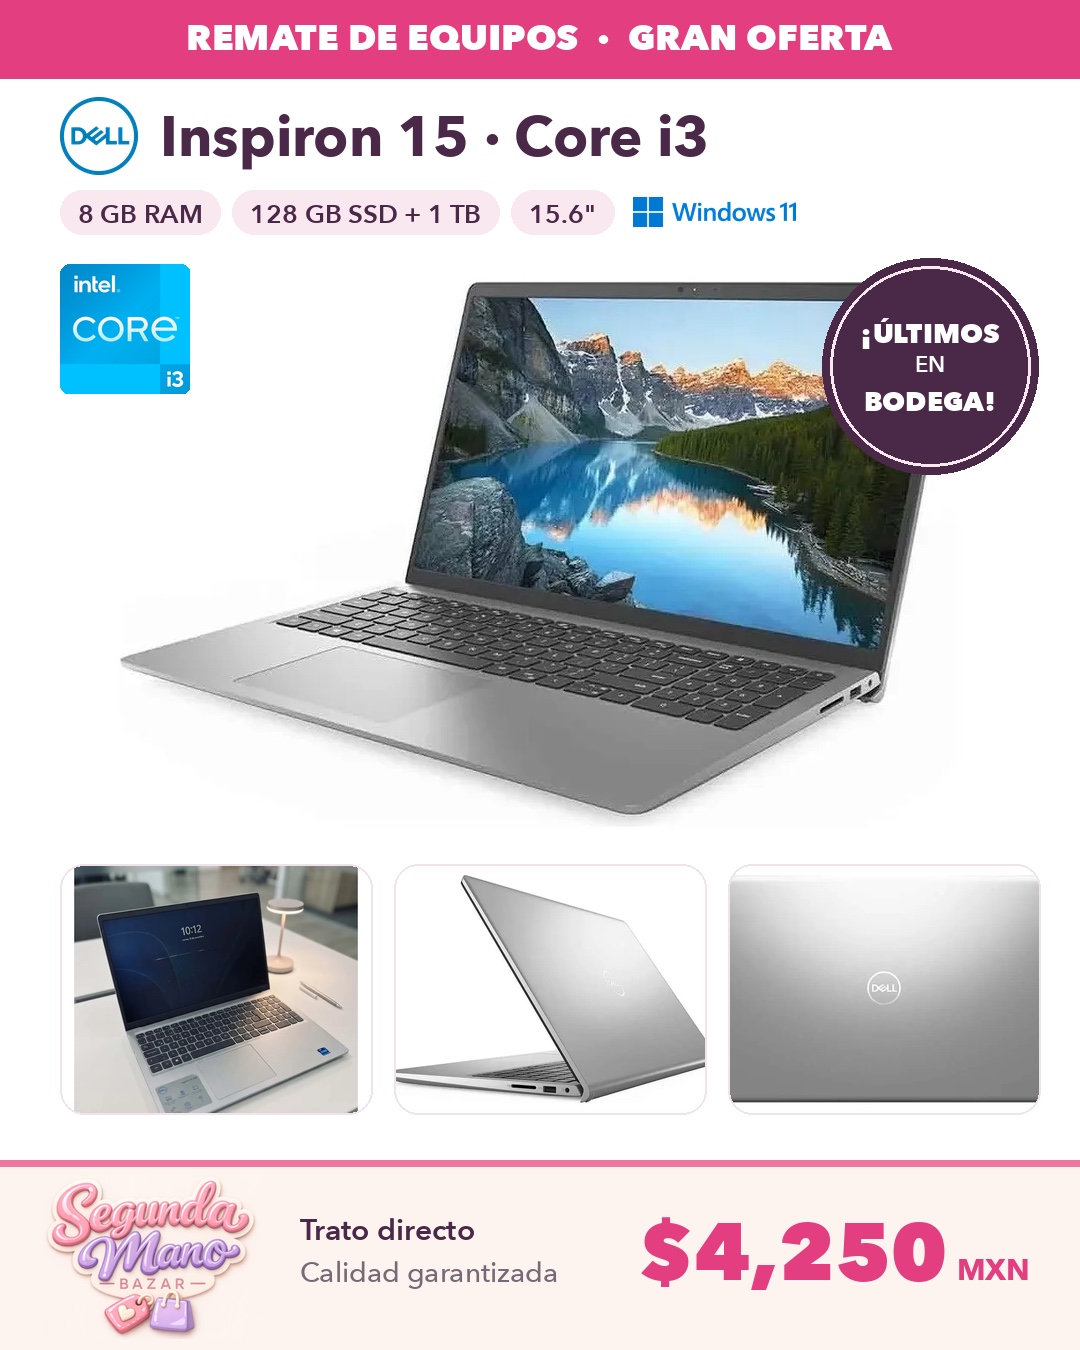 REMATE DE EQUIPOS • GRAN OFERTA
DELL Inspiron 15 · Core i3
8 GB RAM 128 GB SSD + 1 TB 15.6" Windows 11
intel.
CORE
i3
¡ÚLTIMOS
EN
BODEGA!
10:12
DELL
Segunda
Mano
BAZAR
Trato directo
Calidad garantizada
$4,250 MXN